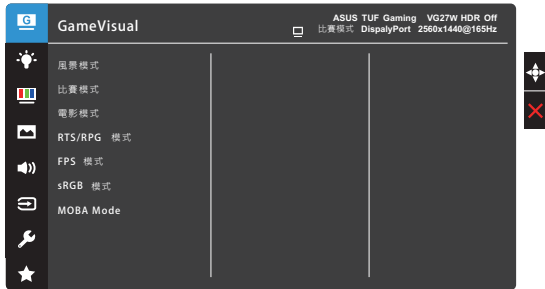 G
GameVisual
ASUS TUF Gaming VG27W HDR Off
比賽模式 DispalyPort 2560x1440@165Hz
風景模式
比賽模式
電影模式
RTS/RPG 模式
FPS 模式
sRGB 模式
MOBA Mode